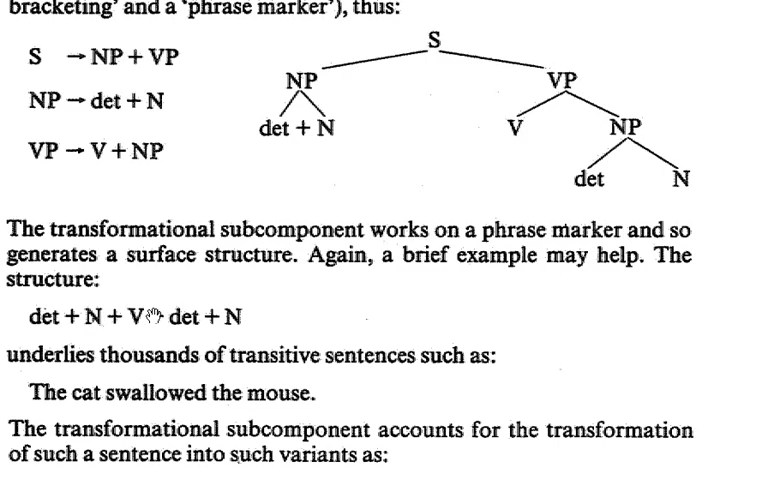 bracketing' and a 'phrase marker'), thus:
S → NP + VP
NP → det + N
VP → V + NP
S
NP VP
det + N V NP
det N
The transformational subcomponent works on a phrase marker and so
generates a surface structure. Again, a brief example may help. The
structure:
det + N + V det + N
underlies thousands of transitive sentences such as:
The cat swallowed the mouse.
The transformational subcomponent accounts for the transformation
of such a sentence into such variants as: